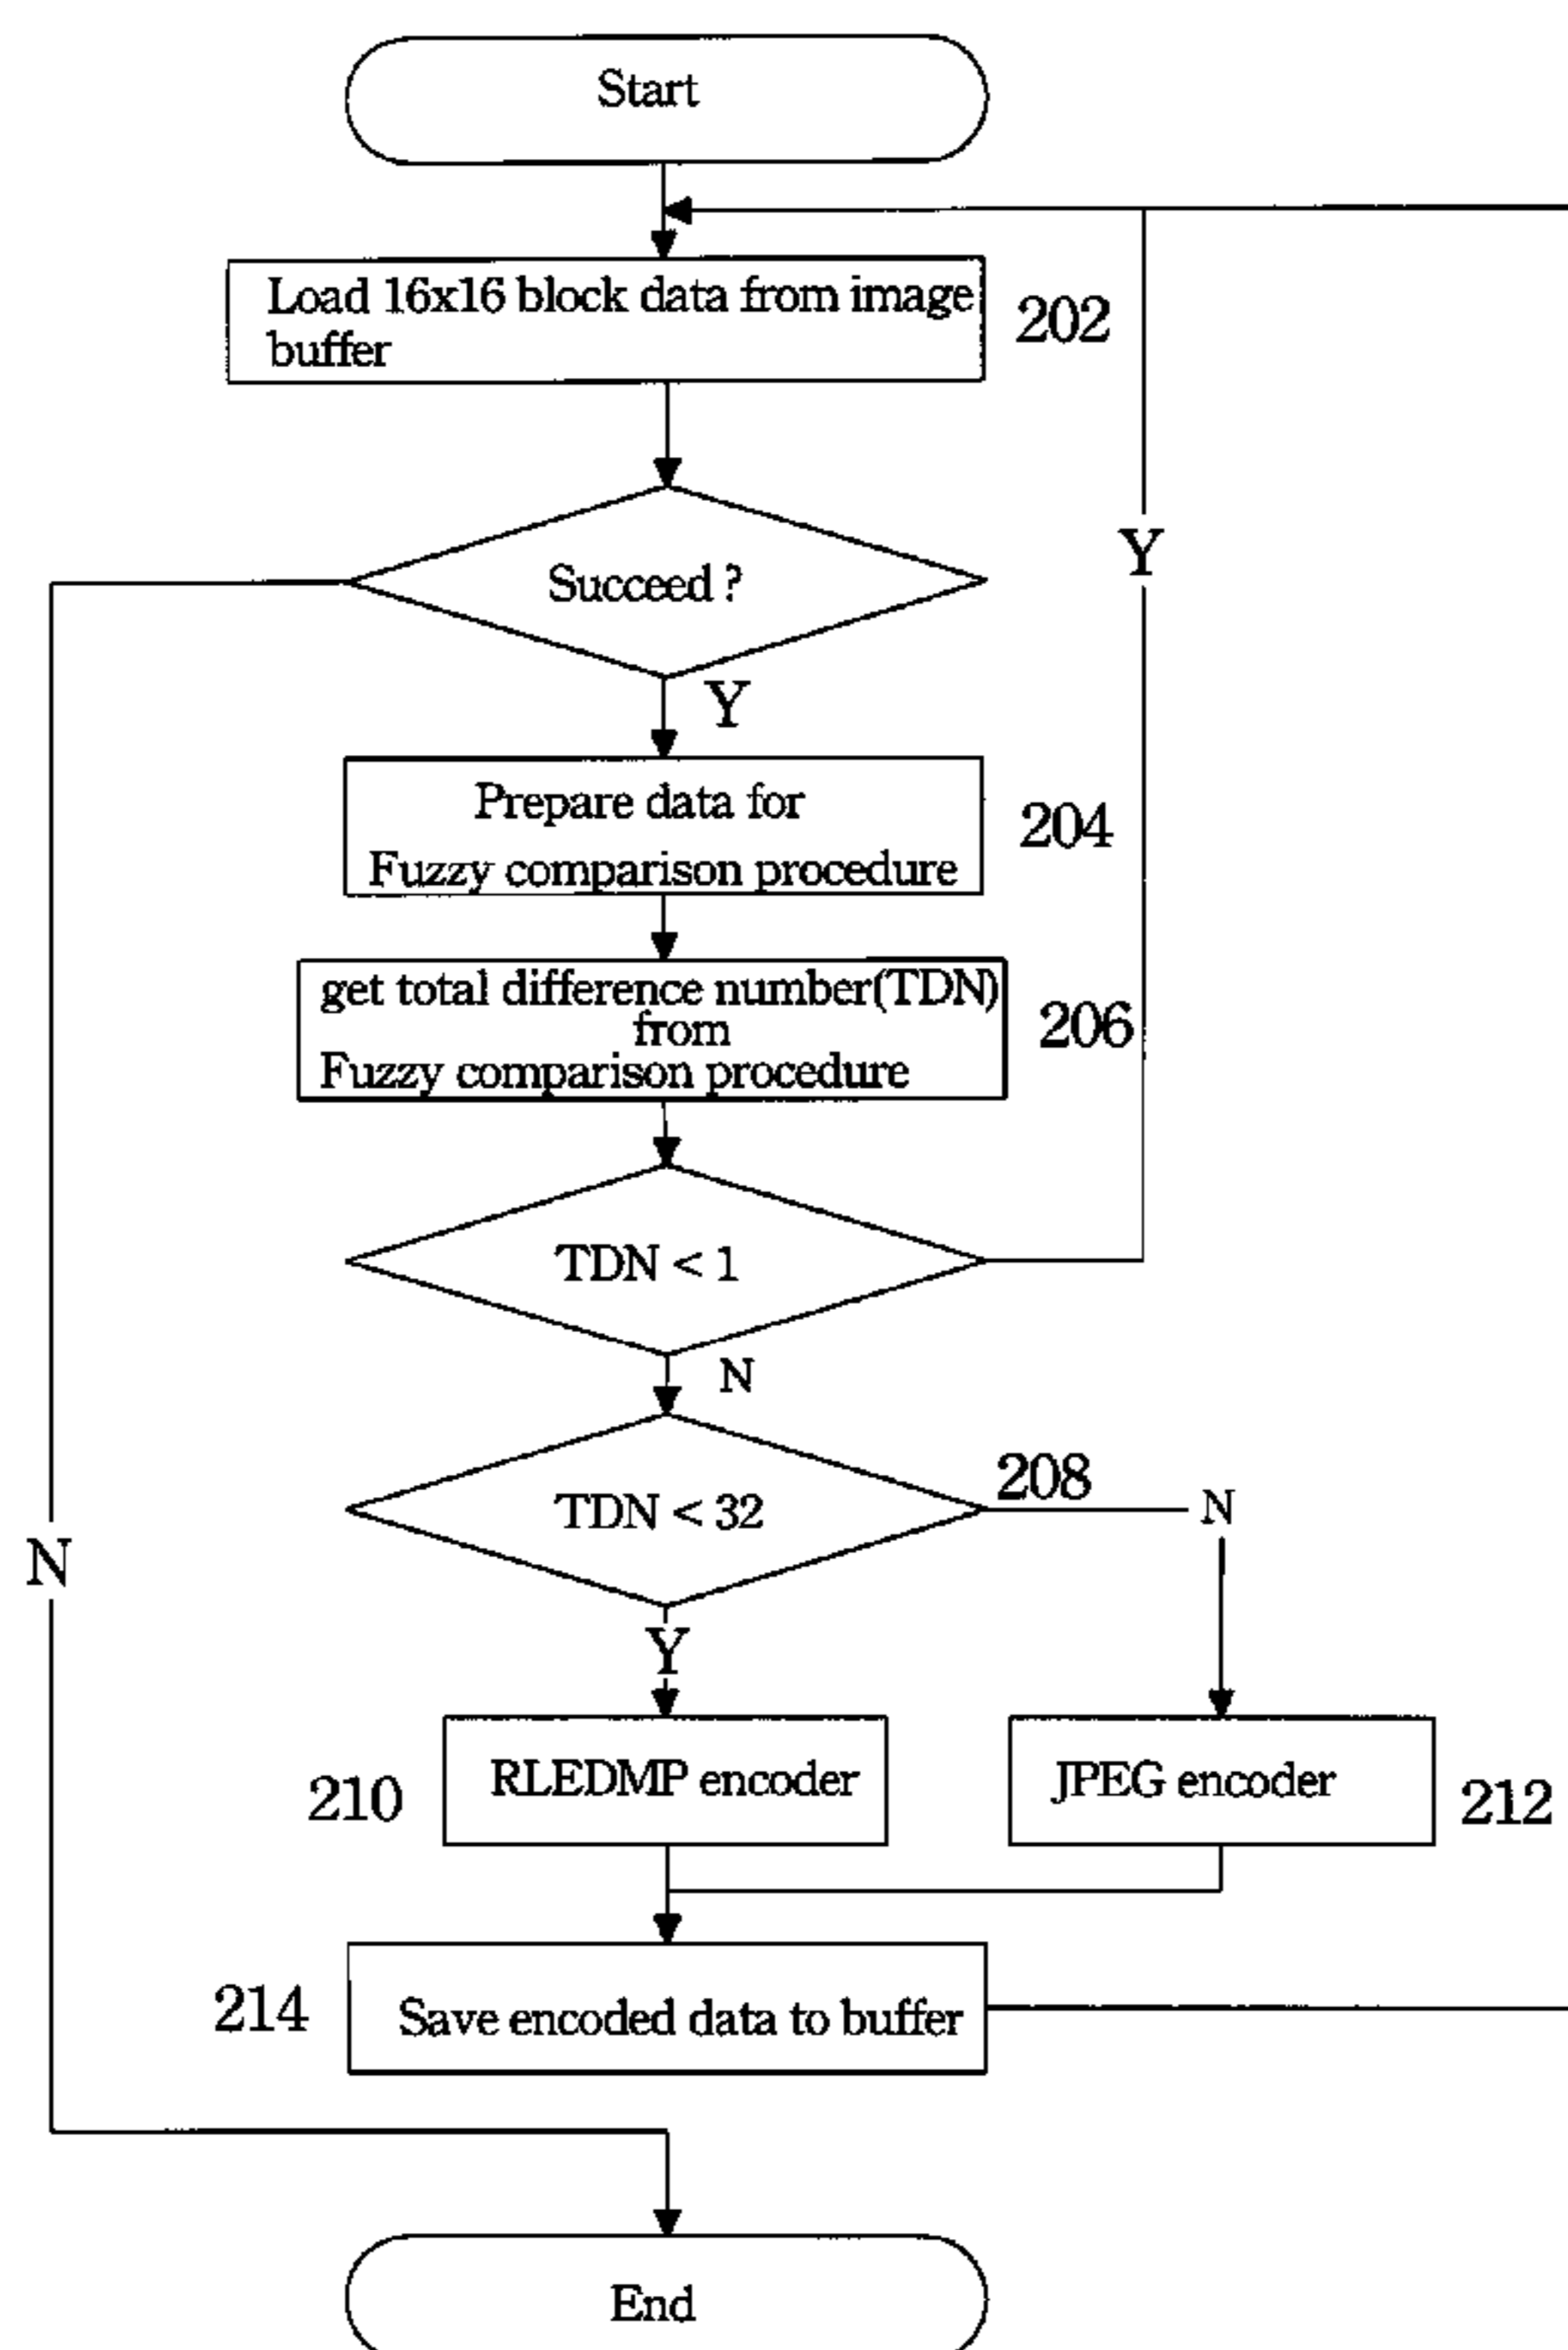 Start
Load 16x16 block data from image
buffer
202
Succeed ?
Y
Y
Prepare data for
Fuzzy comparison procedure
204
get total difference number(TDN)
from
Fuzzy comparison procedure
206
TDN < 1
N
TDN < 32
208
N
N
Y
RLEDMP encoder
210
JPEG encoder
212
Save encoded data to buffer
214
End